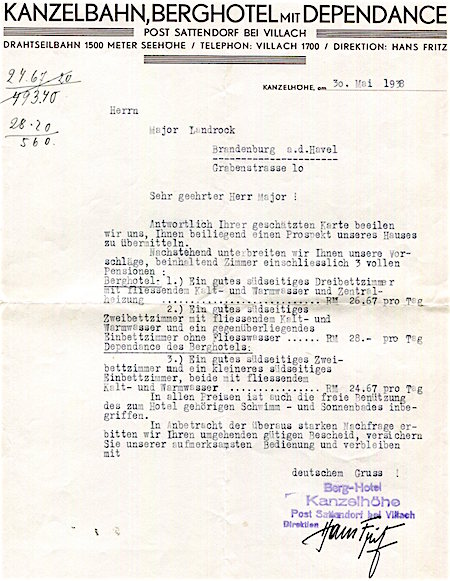 KANZELBAHN, BERGHOTEL MIT DEPENDANCE
POST SATTENDORF BEI VILLACH
DRAHTSEILBAHN 1500 METER SEEHÖHE / TELEPHON: VILLACH 1700 / DIREKTION: HANS FRITZ
KANZELHÖHE, am 30. Mai 1938
24.67 20
493.40
28.20
560.
Herrn
Major Landrock
Brandenburg a.d.Havel
Grabenstrasse 10
Sehr geehrter Herr Major !
Antwortlich Ihrer geschätzten Karte beeilen
wir uns, Ihnen beiliegend einen Prospekt unseres Hauses
zu übermitteln.
Nachstehend unterbreiten wir Ihnen unsere Vor-
schläge, beinhaltend Zimmer einschliesslich 3 vollen
Pensionen :
Berghotel: 1.) Ein gutes südseitiges Dreibettzimmer
mit fliessendem Kalt- und Warmwasser und Zentral-
heizung .................... RM 26.67 pro Tag
2.) Ein gutes südseitiges
Zweibettzimmer mit fliessendem Kalt- und
Warmwasser und ein gegenüberliegendes
Einbettzimmer ohne Fliesswasser ...... RM 28.- pro Tag
Dependance des Berghotels:
3.) Ein gutes südseitiges Zwei-
bettzimmer und ein kleineres südseitiges
Einbettzimmer, beide mit fliessendem
Kalt- und Warmwasser ................. RM 24.67 pro Tag
In allen Preisen ist auch die freie Benützung
des zum Hotel gehörigen Schwimm - und Sonnenbades inbe-
griffen.
In Anbetracht der überaus starken Nachfrage er-
bitten wir Ihren umgehenden gütigen Bescheid, versichern
Sie unserer aufmerksamsten Bedienung und verbleiben
mit
deutschem Gruss !
Berg-Hotel
Kanzelhöhe
Post Sattendorf bei Villach
Direktion Hans Fritz